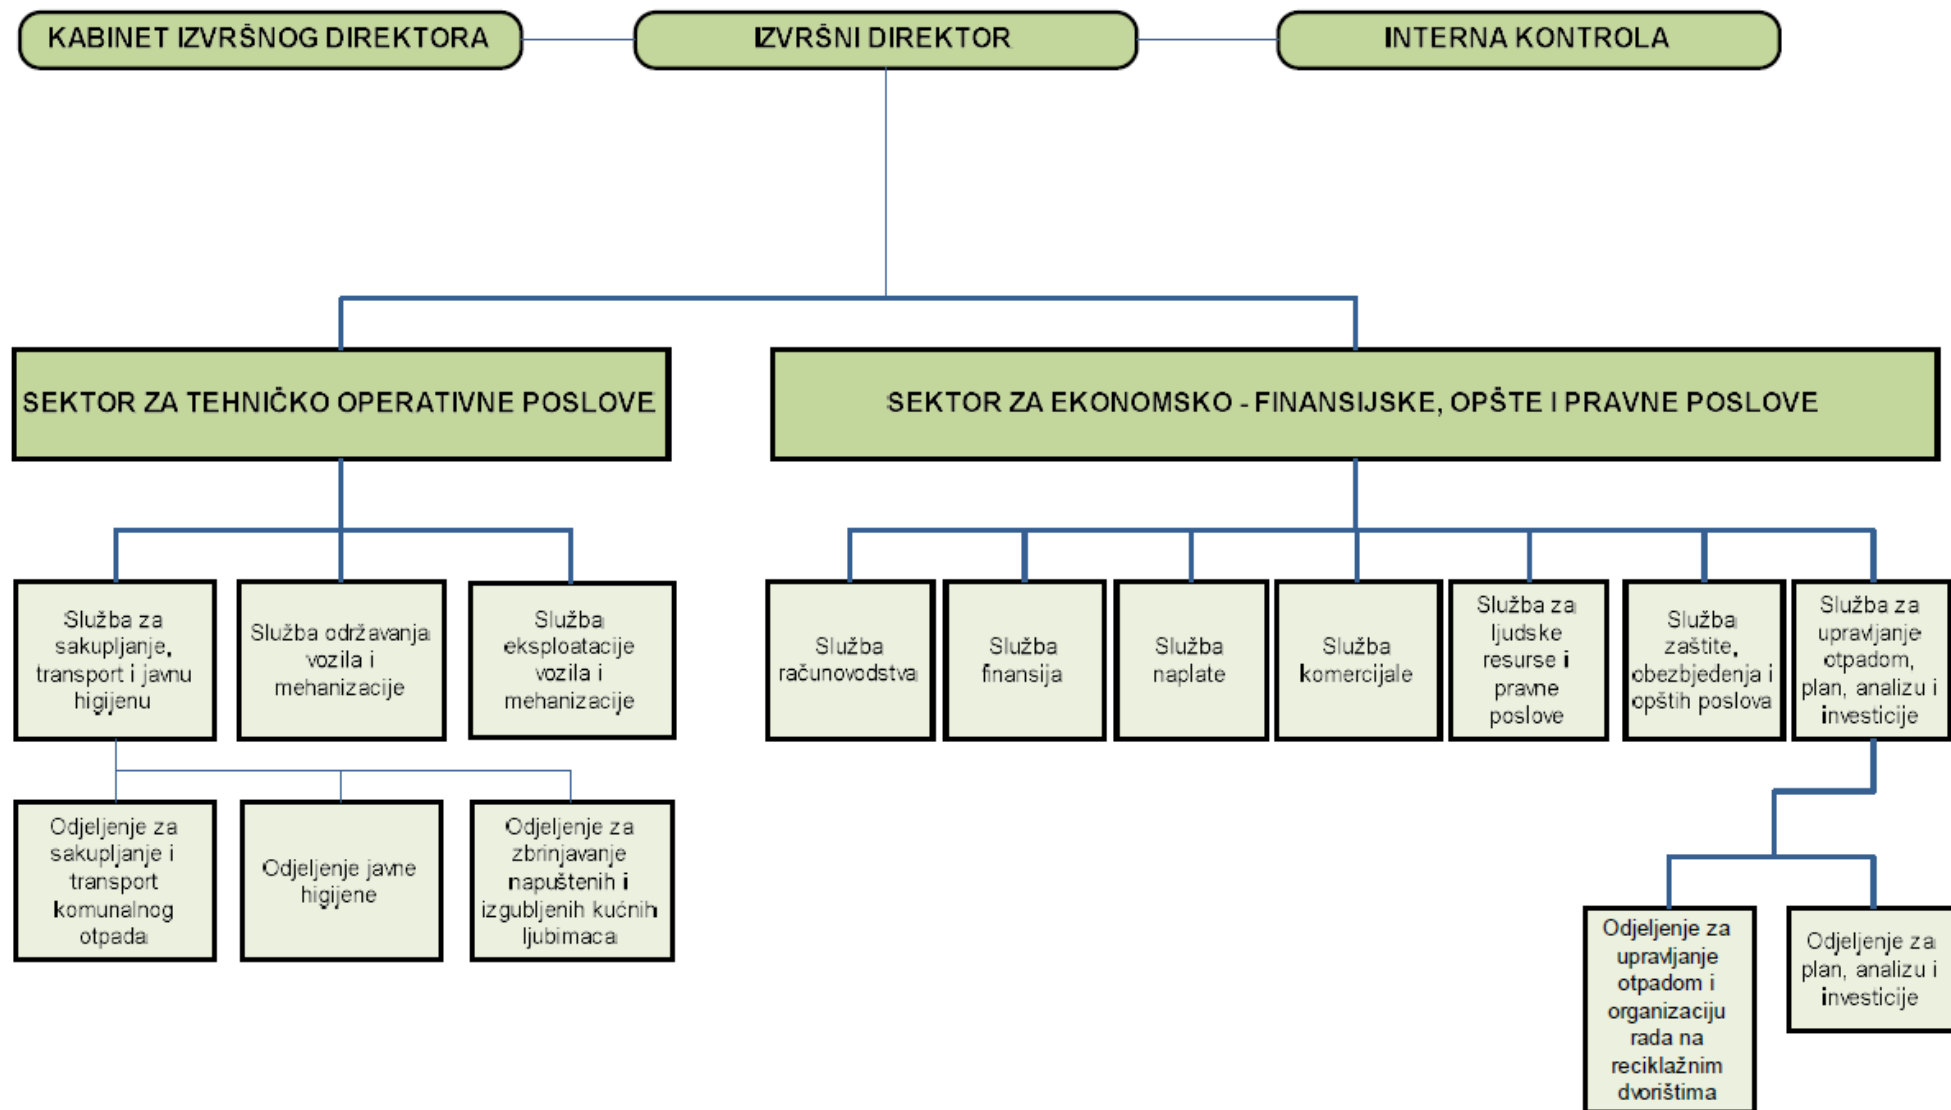 KABINET IZVRŠNOG DIREKTORA
IZVRŠNI DIREKTOR
INTERNA KONTROLA
SEKTOR ZA TEHNIČKO OPERATIVNE POSLOVE
SEKTOR ZA EKONOMSKO - FINANSIJSKE, OPŠTE I PRAVNE POSLOVE
Služba za
sakupljanje,
transport i javnu
higijenu
Služba održavanja
vozila i
mehanizacije
Služba
eksploatacije
vozila i
mehanizacije
Služba
računovodstva
Služba
finansija
Služba
naplate
Služba
komercijale
Služba za
ljudske
resurse i
pravne
poslove
Služba
zaštite,
obezbjeđenja i
opštih poslova
Služba za
upravljanje
otpadom,
plan, analizu i
investicije
Odjeljenje za
sakupljanje i
transport
komunalnog
otpada
Odjeljenje javne
higijene
Odjeljenje za
zbrinjavanje
napuštenih i
izgubljenih kućnih
ljubimaca
Odjeljenje za
upravljanje
otpadom i
organizaciju
rada na
reciklažnim
dvorištima
Odjeljenje za
plan, analizu i
investicije